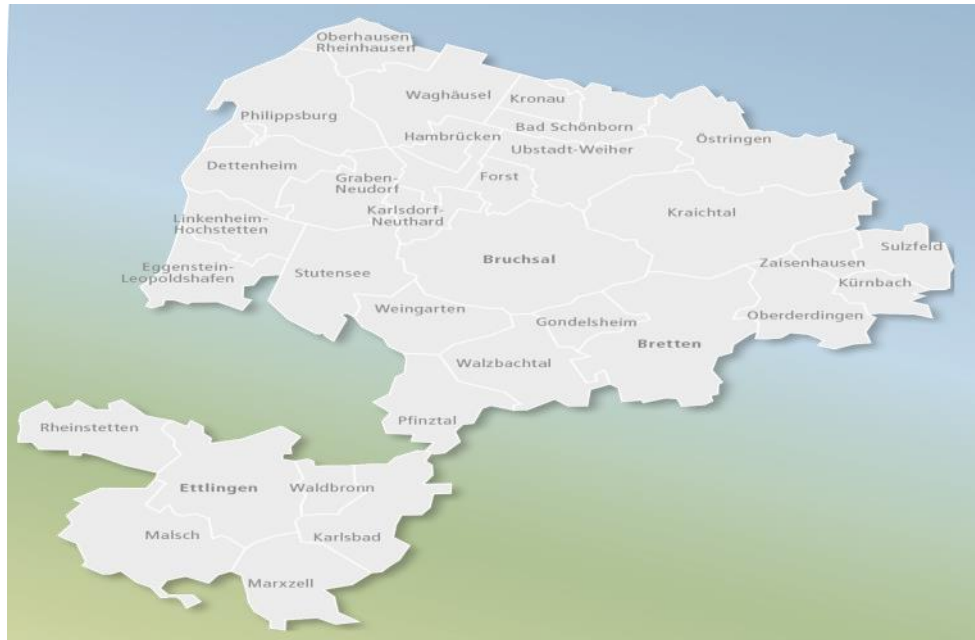 Oberhausen
Rheinhausen
Waghäusel
Kronau
Philippsburg
Bad Schönborn
Hambrücken
Östringen
Ubstadt-Weiher
Dettenheim
Forst
Graben-
Neudorf
Karlsdorf-
Neuthard
Kraichtal
Linkenheim-
Hochstetten
Sulzfeld
Bruchsal
Zaisenhausen
Eggenstein-
Leopoldshafen
Stutensee
Kürnbach
Weingarten
Oberderdingen
Gondelsheim
Bretten
Walzbachtal
Pfinztal
Rheinstetten
Ettlingen
Waldbronn
Malsch
Karlsbad
Marxzell